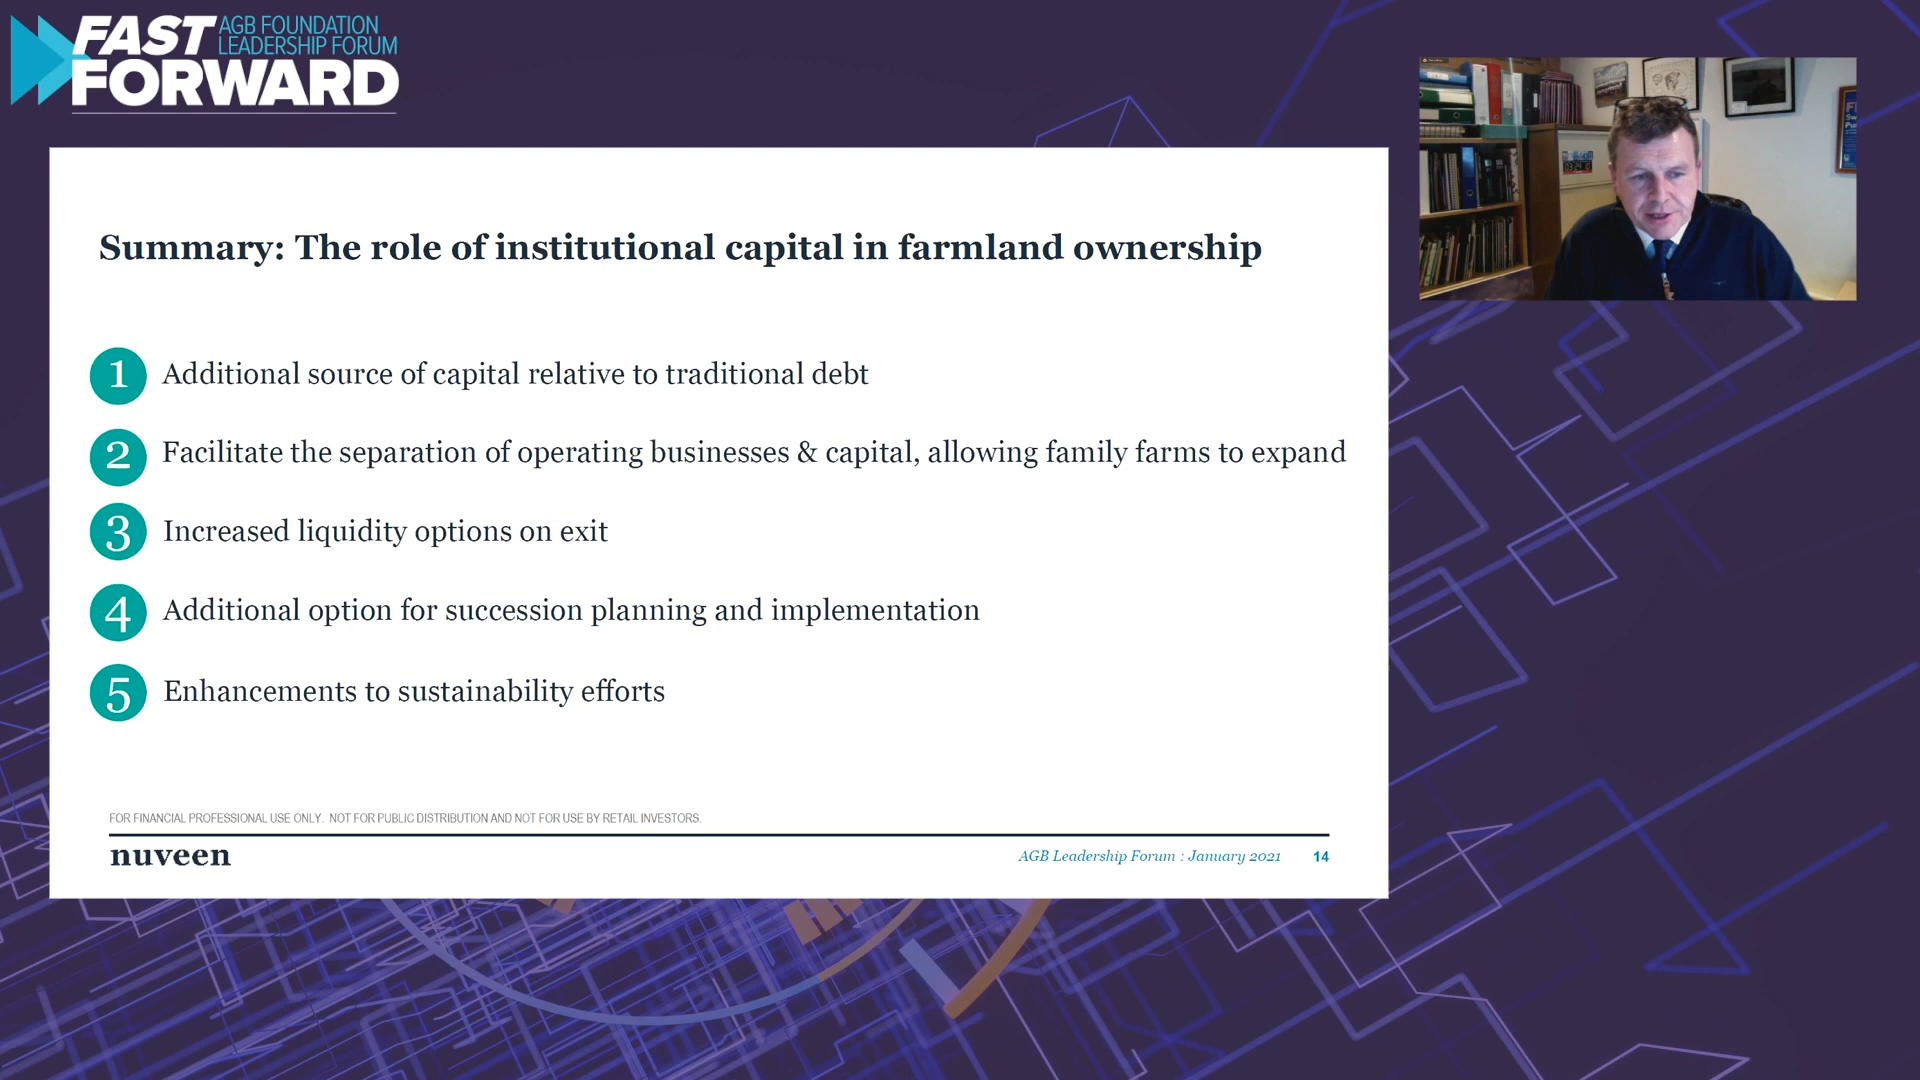 FAST
AGB FOUNDATION
LEADERSHIP FORUM
FORWARD
Summary: The role of institutional capital in farmland ownership
1 Additional source of capital relative to traditional debt
2 Facilitate the separation of operating businesses & capital, allowing family farms to expand
3 Increased liquidity options on exit
4 Additional option for succession planning and implementation
5 Enhancements to sustainability efforts
FOR FINANCIAL PROFESSIONAL USE ONLY. NOT FOR PUBLIC DISTRIBUTION AND NOT FOR USE BY RETAIL INVESTORS.
nuveen
AGB Leadership Forum : January 2021 14